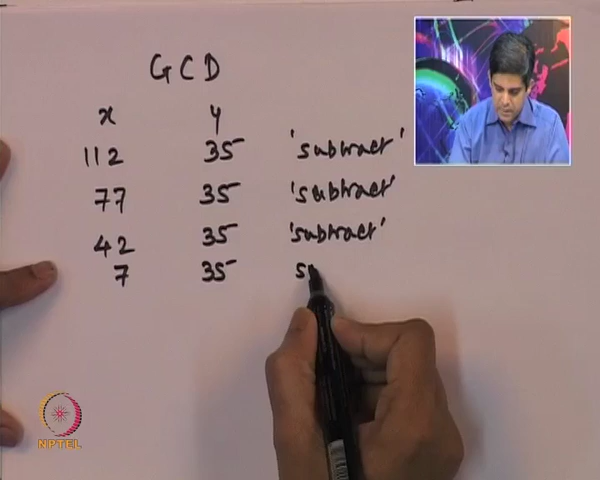 GCD
x y
112 35 'subtract'
77 35 'subtract'
42 35 'subtract'
7 35 s
NPTEL